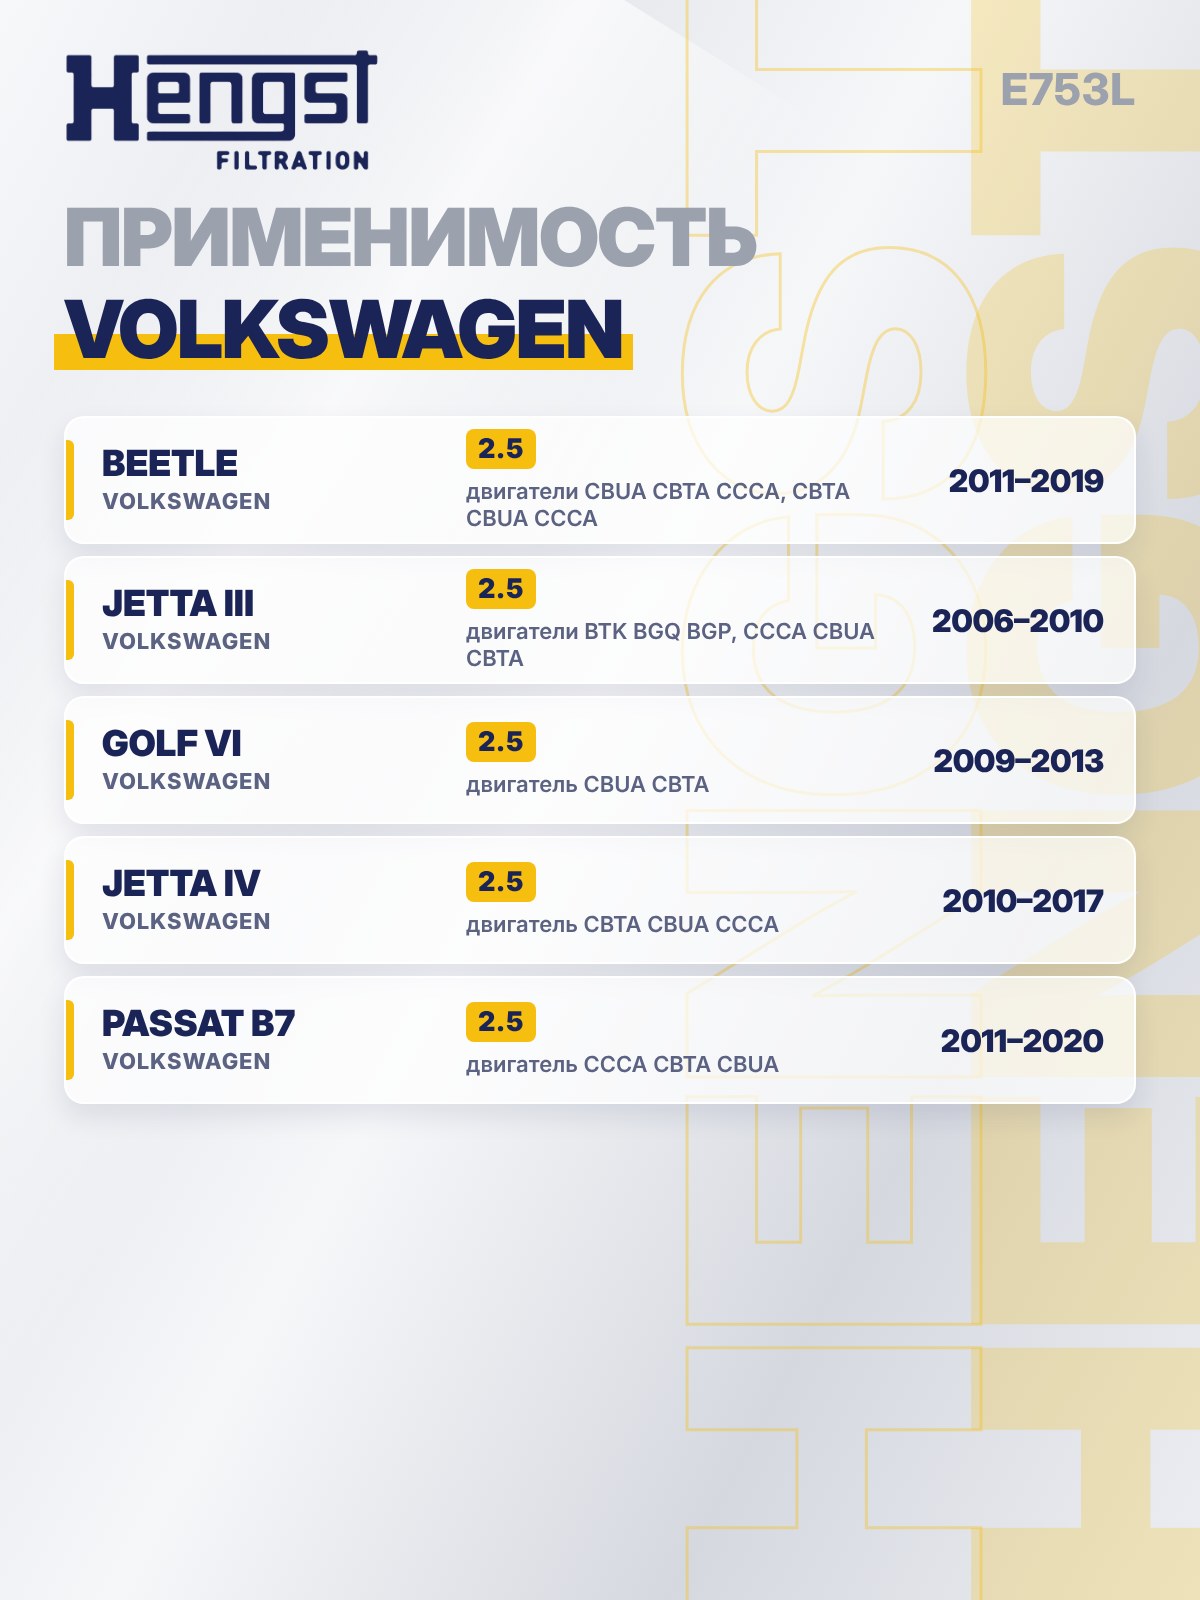 Hengst
FILTRATION
E753L
ПРИМЕНИМОСТЬ
VOLKSWAGEN
BEETLE
VOLKSWAGEN
2.5
двигатели CBUA CBTA CCCA, CBTA
CBUA CCCA
2011–2019
JETTA III
VOLKSWAGEN
2.5
двигатели BTK BGQ BGP, CCCA CBUA
CBTA
2006–2010
GOLF VI
VOLKSWAGEN
2.5
двигатель CBUA CBTA
2009–2013
JETTA IV
VOLKSWAGEN
2.5
двигатель CBTA CBUA CCCA
2010–2017
PASSAT B7
VOLKSWAGEN
2.5
двигатель CCCA CBTA CBUA
2011–2020
HENGST
HENGST